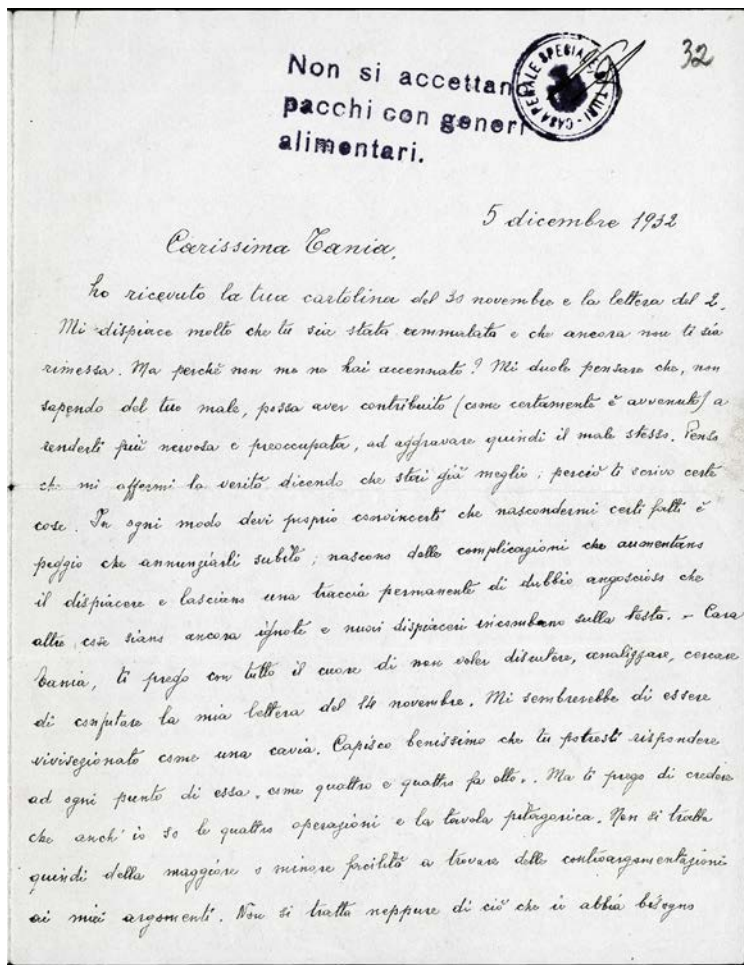 32
Non si accettan
pacchi con generi
alimentari.
CASA PENALE SPECIALE DI TURI
5 dicembre 1932
Carissima Tania,
ho ricevuto la tua cartolina del 30 novembre e la lettera del 2.
Mi dispiace molto che tu sia stata ammalata e che ancora non ti sia
rimessa. Ma perchè non me ne hai accennato? Mi duole pensare che, non
sapendo del tuo male, possa aver contribuito (come certamente è avvenuto) a
renderti più nervosa e preoccupata, ad aggravare quindi il male stesso. Penso
che mi affermi la verità dicendo che stai già meglio; perciò ti scrivo certe
cose. In ogni modo devi proprio convincerti che nascondermi certi fatti è
peggio che annunziarli subito; nascono delle complicazioni che aumentano
il dispiacere e lasciano una traccia permanente di dubbio angoscioso che
altre cose siano ancora ignote e nuovi dispiaceri incombano sulla testa. – Cara
Tania, ti prego con tutto il cuore di non voler discutere, analizzare, cercare
di confutare la mia lettera del 14 novembre. Mi sembrerebbe di essere
vivisezionato come una cavia. Capisco benissimo che tu potresti rispondere
ad ogni punto di essa, come quattro e quattro fa otto.. Ma ti prego di credere
che anch'io so le quattro operazioni e la tavola pitagorica. Non si tratta
quindi della maggiore o minore facilità a trovare delle controargomentazioni
ai miei argomenti. Non si tratta neppure di ciò che io abbia bisogno